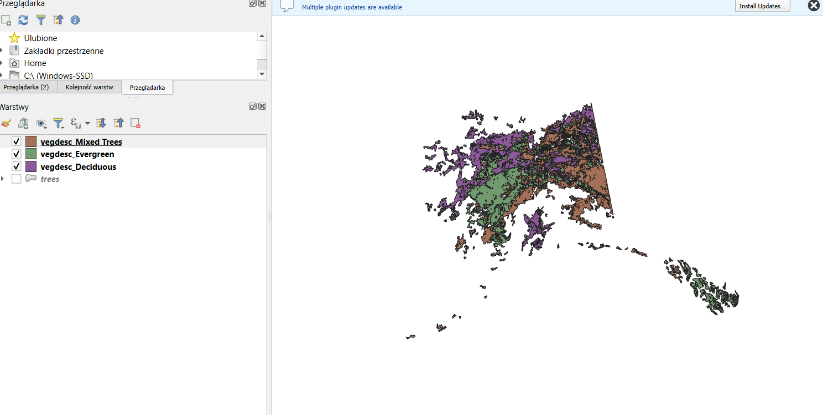 Przeglądarka
Multiple plugin updates are available
Install Updates...
Ulubione
Zakładki przestrzenne
Home
C:\ (Windows-SSD)
Przeglądarka (2)
Kolejność warstw
Przeglądarka
Warstwy
vegdesc_Mixed Trees
vegdesc_Evergreen
vegdesc_Deciduous
trees